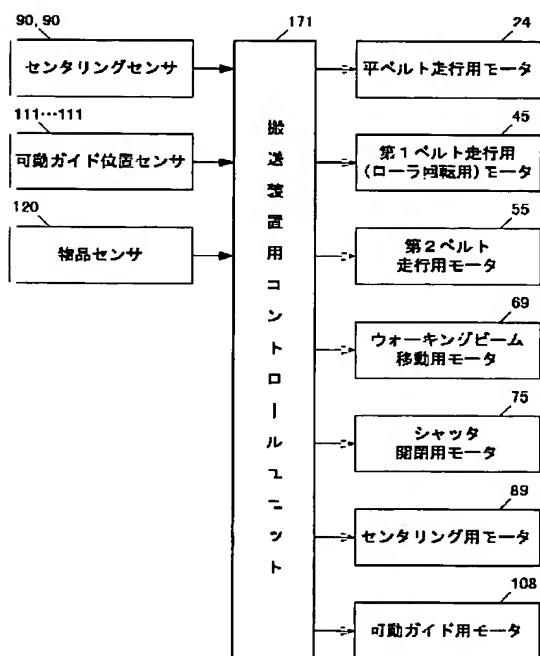 90, 90
センタリングセンサ
111…111
可動ガイド位置センサ
120
物品センサ
171
搬送装置用コントロールユニット
24
平ベルト走行用モータ
45
第1ベルト走行用
(ローラ回転用)モータ
55
第2ベルト
走行用モータ
69
ウォーキングビーム
移動用モータ
75
シャッタ
開閉用モータ
89
センタリング用モータ
108
可動ガイド用モータ